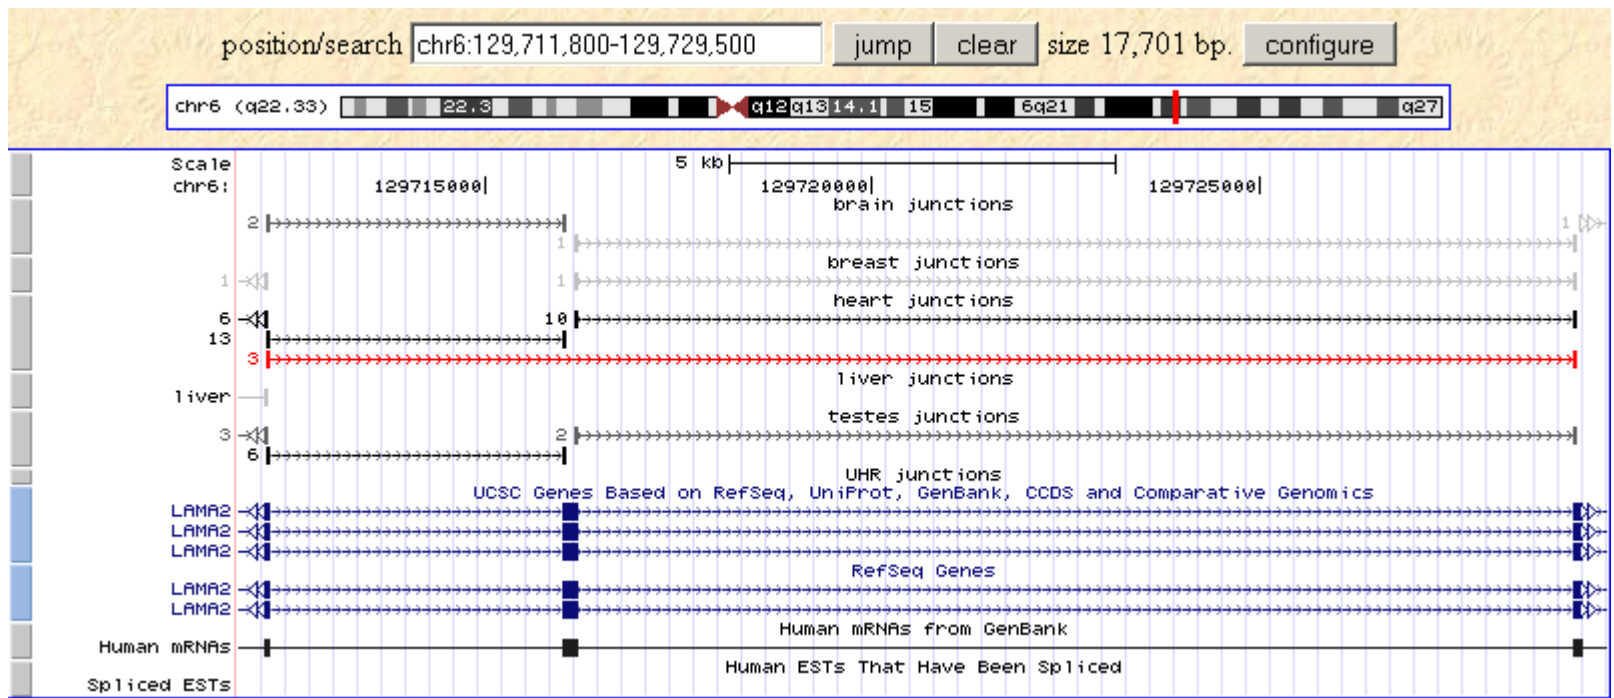 position/search chr6:129,711,800-129,729,500 jump clear size 17,701 bp. configure
chr6 (q22.33) 22.3 q12 q13 14.1 15 6q21 q27
Scale 5 kb
chr6: 129715000 129720000 129725000
brain junctions
2 1
1
breast junctions
1 1
heart junctions
6 10
13
3
liver junctions
liver
testes junctions
3 2
6
UHR junctions
UCSC Genes Based on RefSeq, UniProt, GenBank, CCDS and Comparative Genomics
LAMA2
LAMA2
LAMA2
RefSeq Genes
LAMA2
LAMA2
Human mRNAs from GenBank
Human mRNAs
Human ESTs That Have Been Spliced
Spliced ESTs